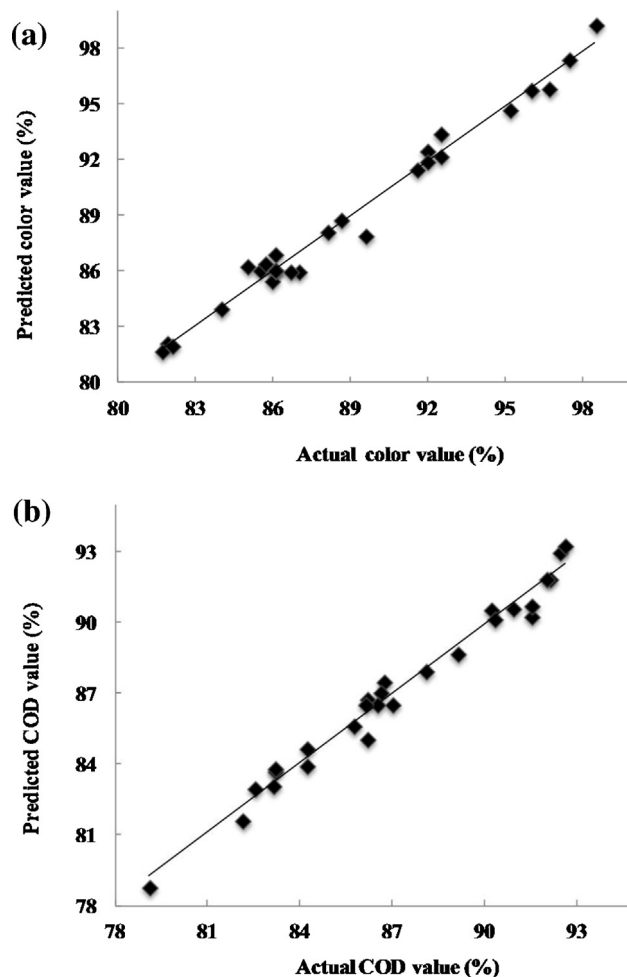 (a)
98
95
92
89
86
83
80
Predicted color value (%)
80 83 86 89 92 95 98
Actual color value (%)
(b)
93
90
87
84
81
78
Predicted COD value (%)
78 81 84 87 90 93
Actual COD value (%)